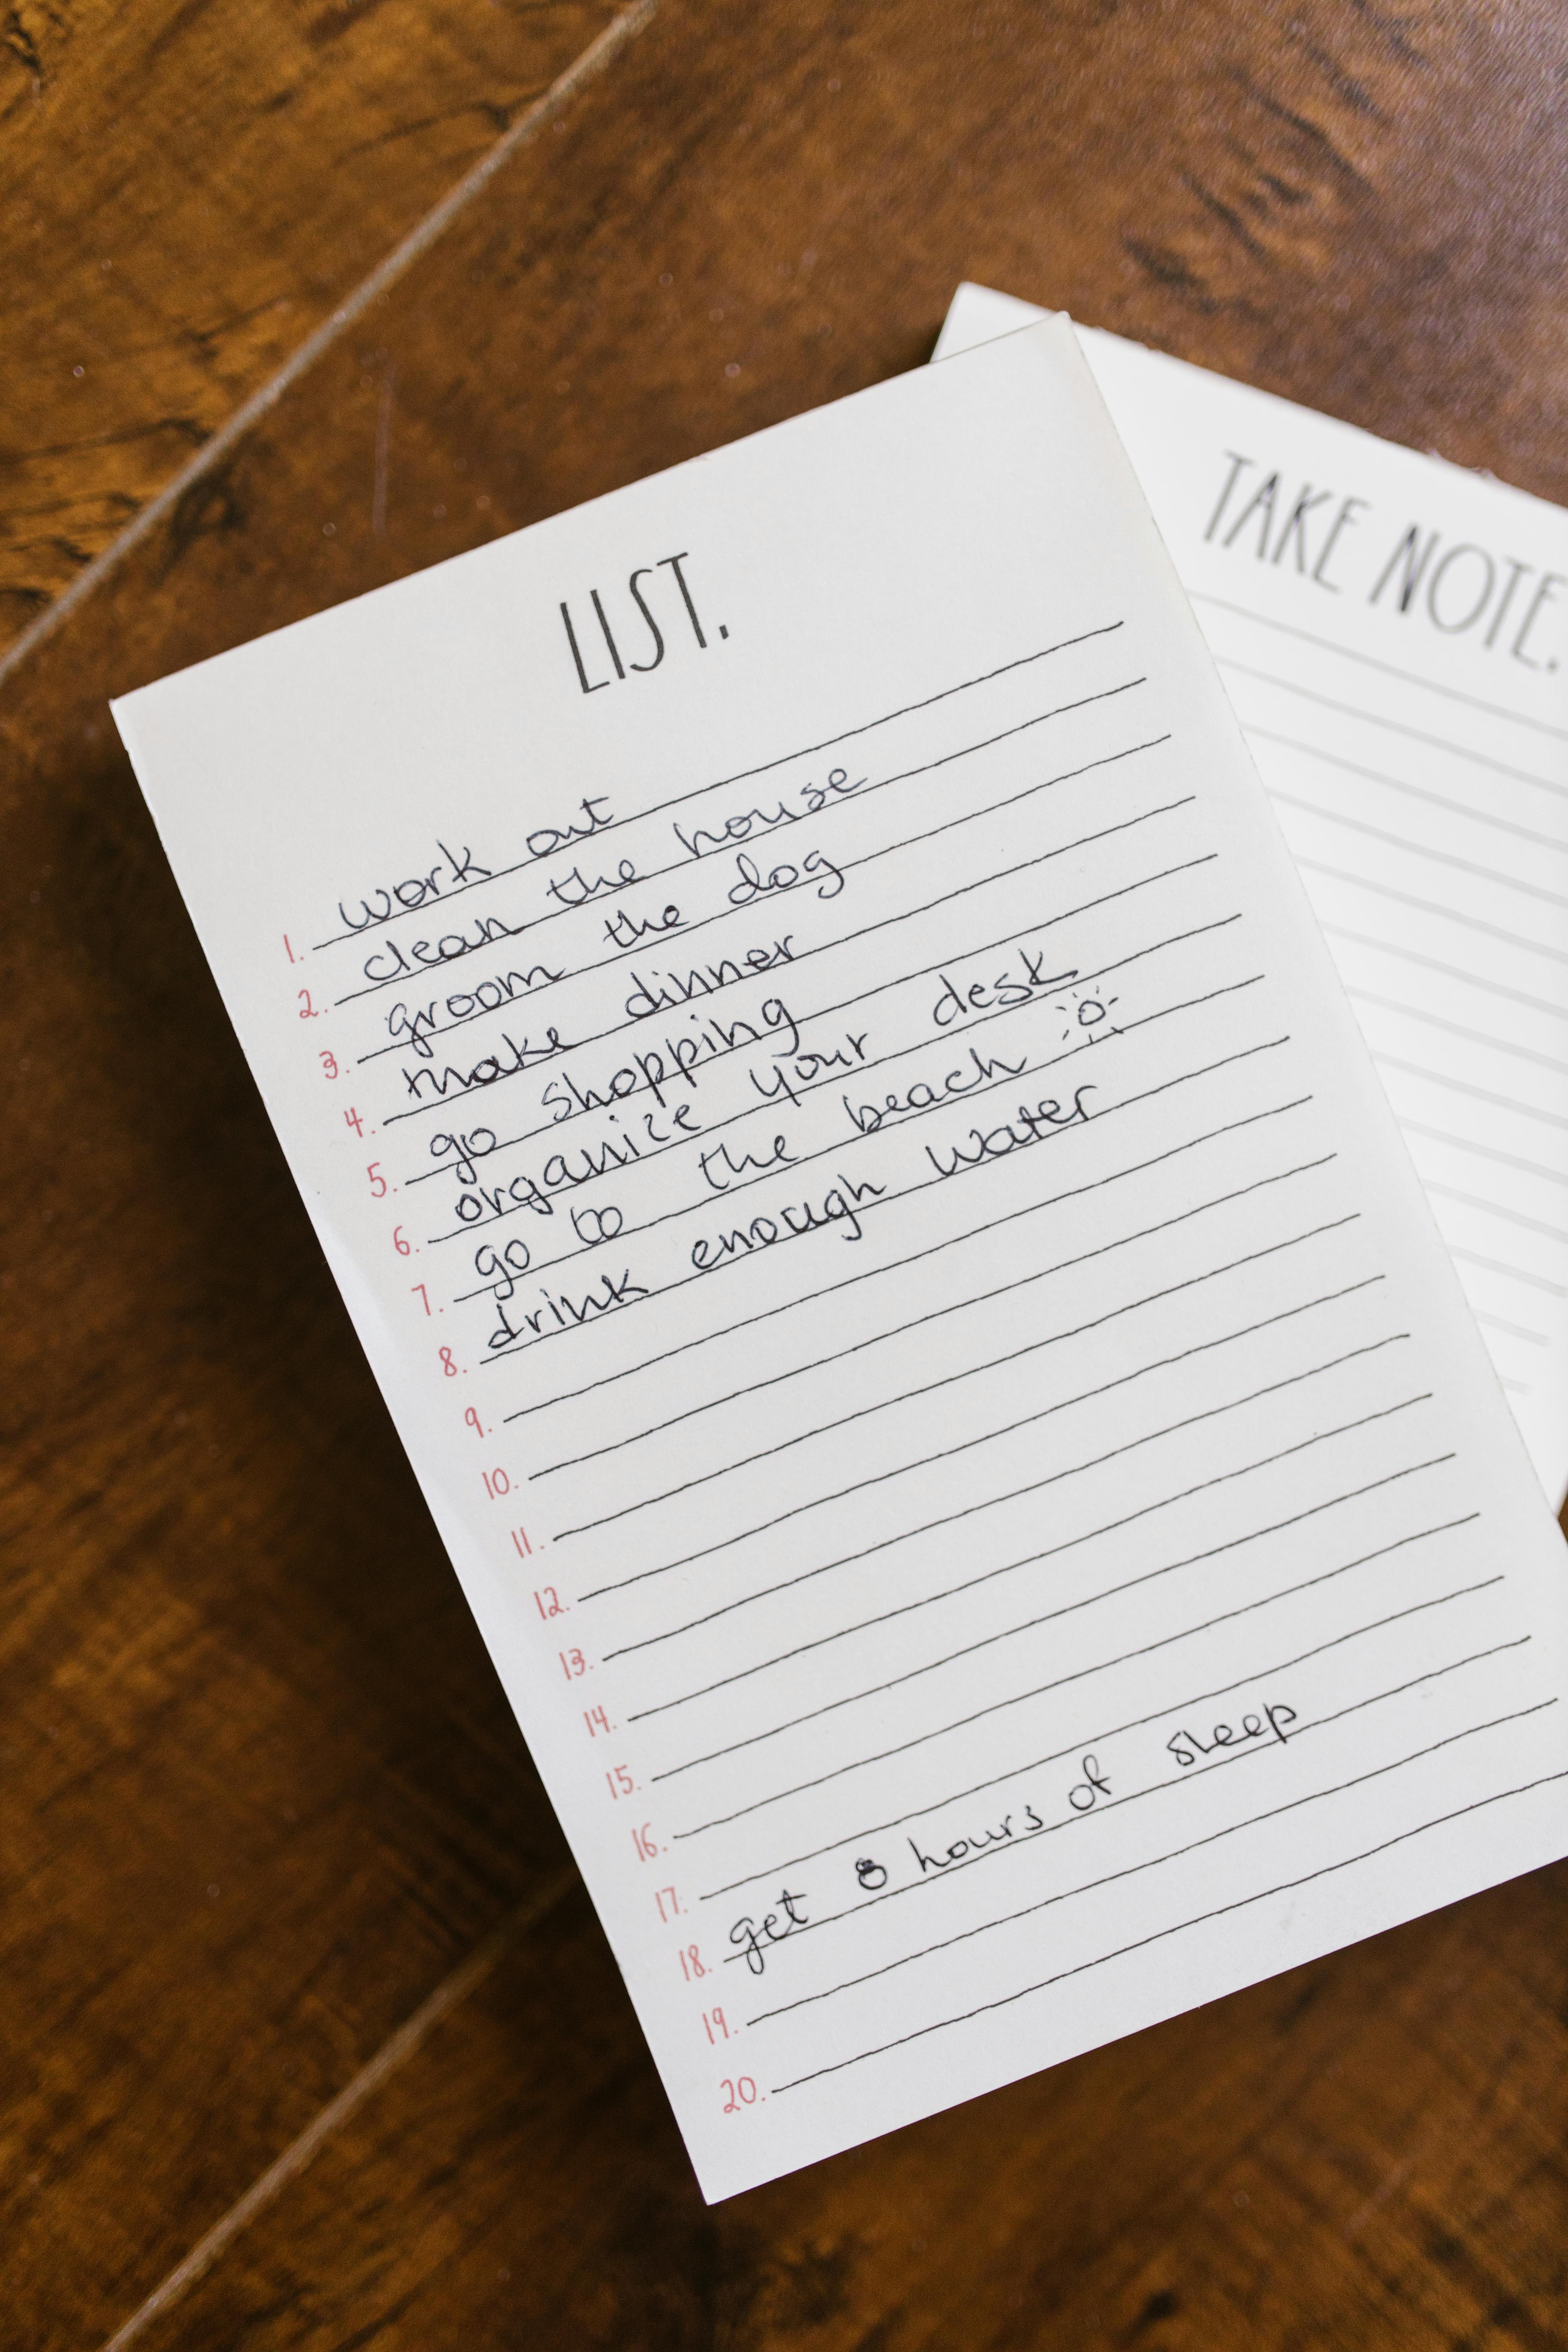 LIST.
1. work out
2. clean the house
3. groom the dog
4. make dinner
5. go shopping
6. organize your desk
7. go to the beach
8. drink enough water
9.
10.
11.
12.
13.
14.
15.
16.
17.
18. get 8 hours of sleep
19.
20.
TAKE NOTE.